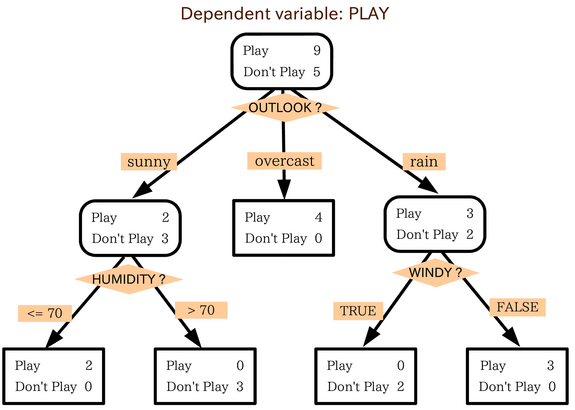 Dependent variable: PLAY
Play 9
Don't Play 5
OUTLOOK ?
sunny
overcast
rain
Play 2
Don't Play 3
Play 4
Don't Play 0
Play 3
Don't Play 2
HUMIDITY ?
WINDY ?
<= 70
> 70
TRUE
FALSE
Play 2
Don't Play 0
Play 0
Don't Play 3
Play 0
Don't Play 2
Play 3
Don't Play 0